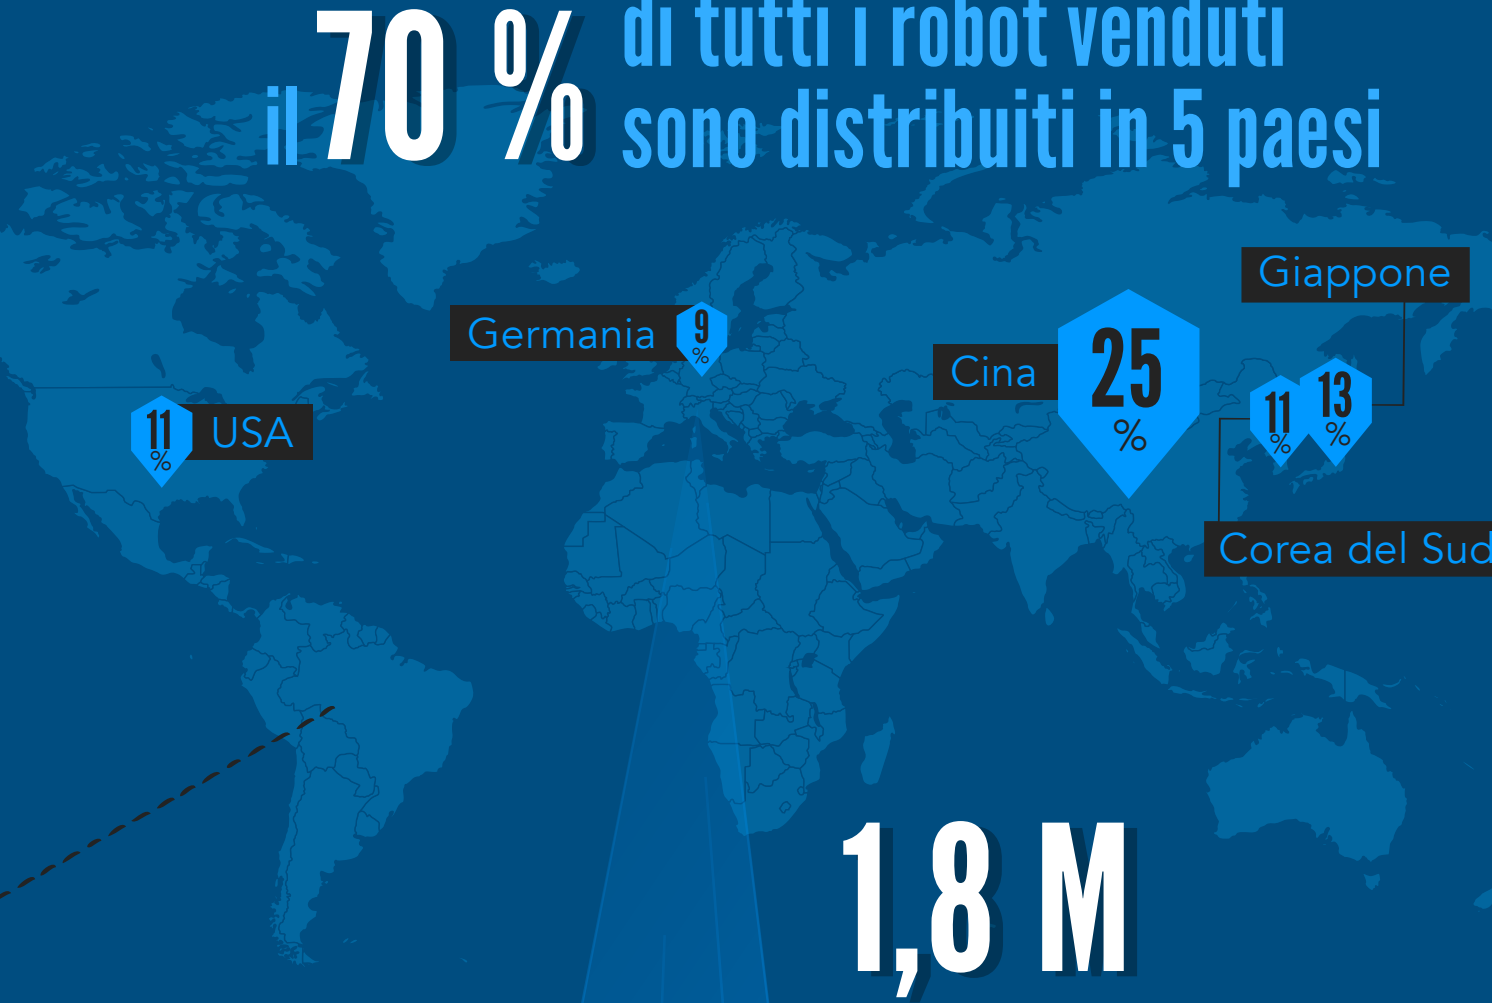 il 70 % di tutti i robot venduti
sono distribuiti in 5 paesi
Giappone
13 %
Germania 9 %
Cina 25 %
11 %
USA 11 %
Corea del Sud
1,8 M